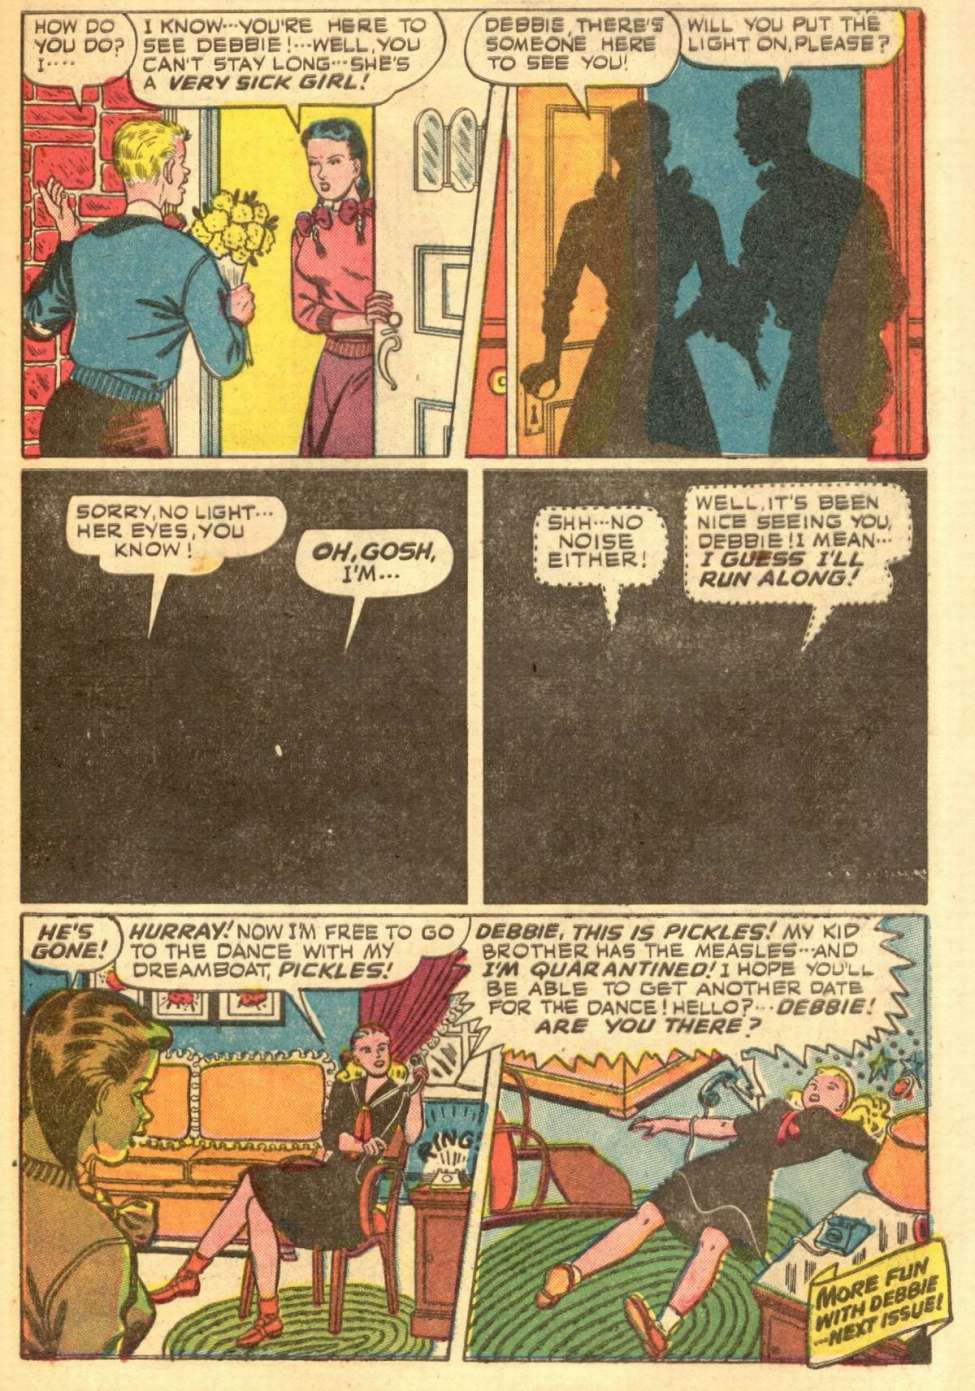 HOW DO
YOU DO?
I....
I KNOW...YOU'RE HERE TO
SEE DEBBIE!...WELL, YOU
CAN'T STAY LONG...SHE'S
A VERY SICK GIRL!
DEBBIE, THERE'S
SOMEONE HERE
TO SEE YOU!
WILL YOU PUT THE
LIGHT ON, PLEASE?
SORRY, NO LIGHT...
HER EYES, YOU
KNOW!
OH, GOSH,
I'M...
SHH...NO
NOISE
EITHER!
WELL, IT'S BEEN
NICE SEEING YOU,
DEBBIE! I MEAN...
I GUESS I'LL
RUN ALONG!
HE'S
GONE!
HURRAY! NOW I'M FREE TO GO
TO THE DANCE WITH MY
DREAMBOAT, PICKLES!
RING!
DEBBIE, THIS IS PICKLES! MY KID
BROTHER HAS THE MEASLES...AND
I'M QUARANTINED! I HOPE YOU'LL
BE ABLE TO GET ANOTHER DATE
FOR THE DANCE! HELLO?...DEBBIE!
ARE YOU THERE?
MORE FUN
WITH DEBBIE
...NEXT ISSUE!